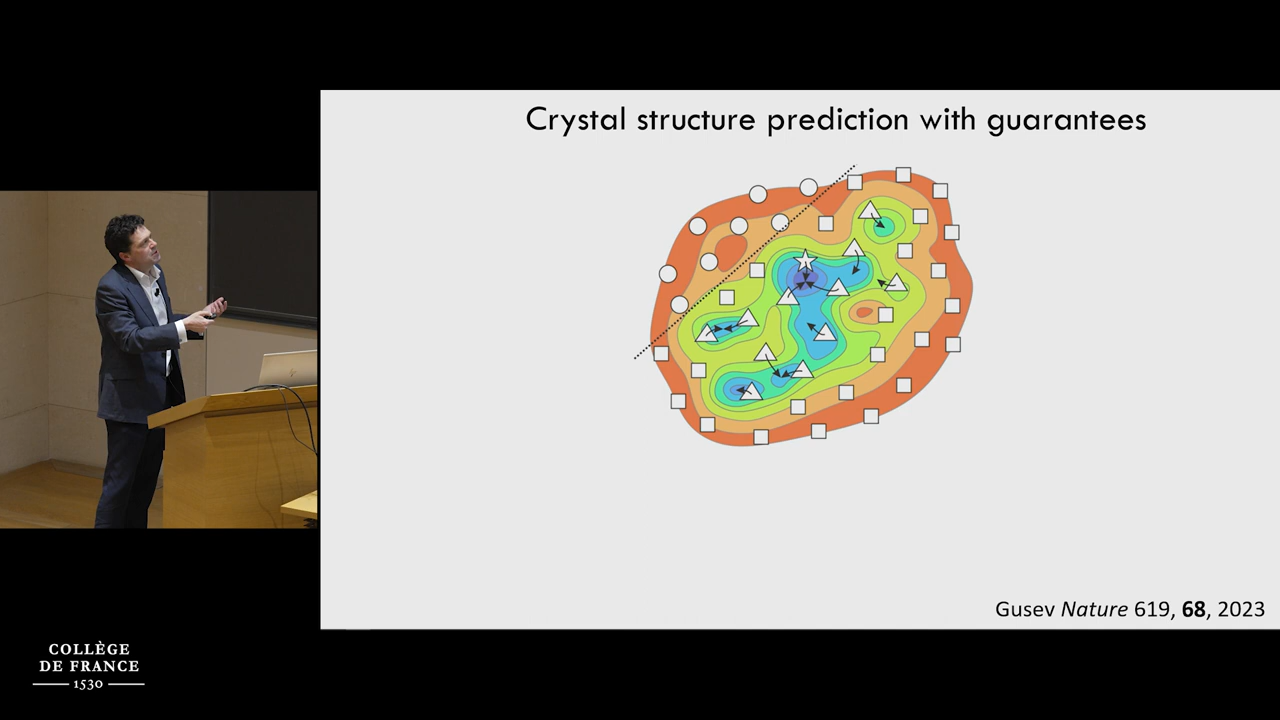 Crystal structure prediction with guarantees
Gusev Nature 619, 68, 2023
COLLÈGE
DE FRANCE
1530